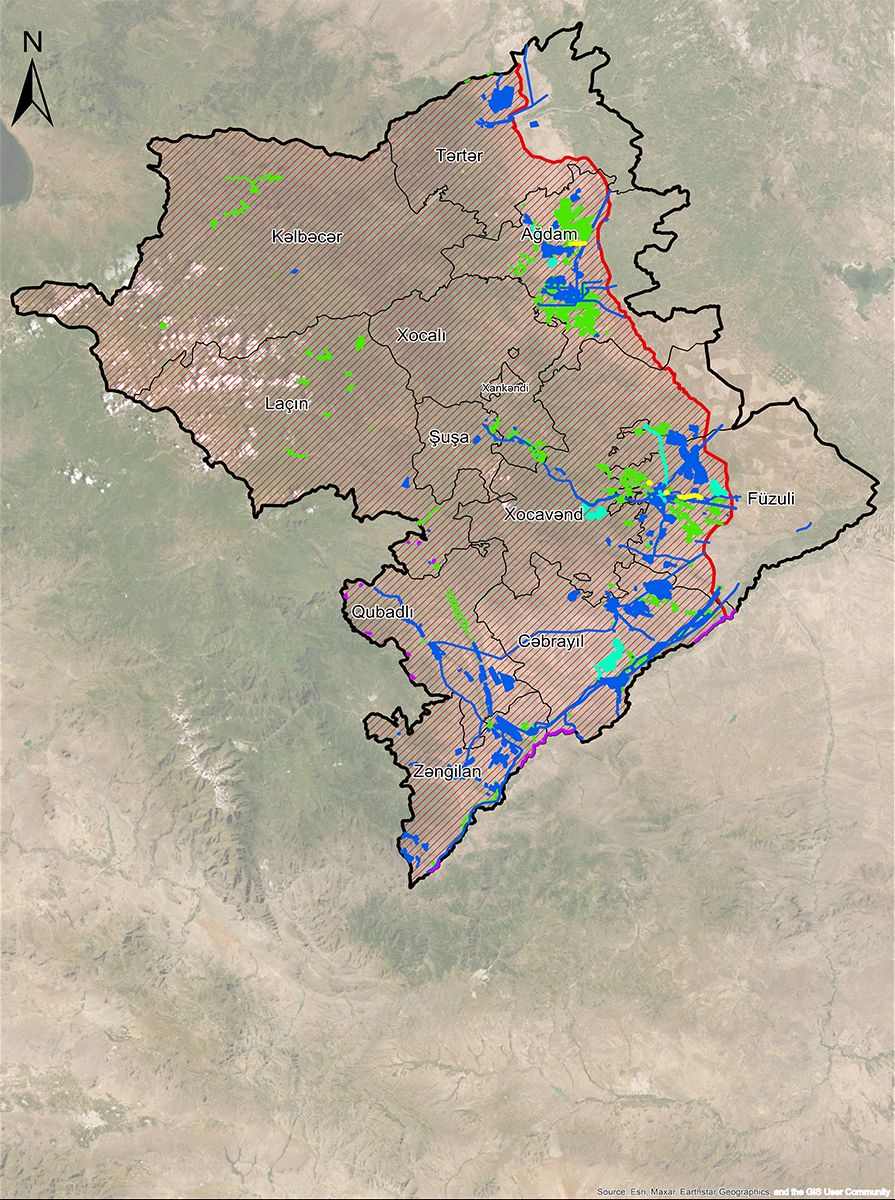 N
Tərtər
Ağdam
Kəlbəcər
Xocalı
Xankəndi
Laçın
Şuşa
Füzuli
Xocavənd
Qubadlı
Cəbrayıl
Zəngilan
Source: Esri, Maxar, Earthstar Geographics, and the GIS User Community